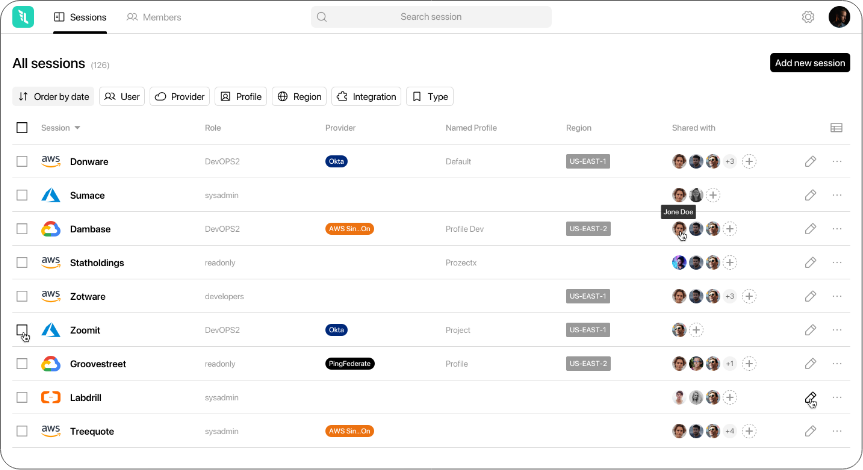 Sessions
Members
Search session
All sessions (126)
Add new session
Order by date
User
Provider
Profile
Region
Integration
Type
Session Role Provider Named Profile Region Shared with
aws Donware DevOPS2 Okta Default US-EAST-1 +3
Sumace sysadmin
Jone Doe
Dambase DevOPS2 AWS Sin...On Profile Dev US-EAST-2
aws Statholdings readonly Prozectx
aws Zotware developers US-EAST-1 +3
Zoomit DevOPS2 Okta Project US-EAST-1
Groovestreet readonly PingFederate Profile US-EAST-2 +1
Labdrill sysadmin
aws Treequote sysadmin AWS Sin...On +4